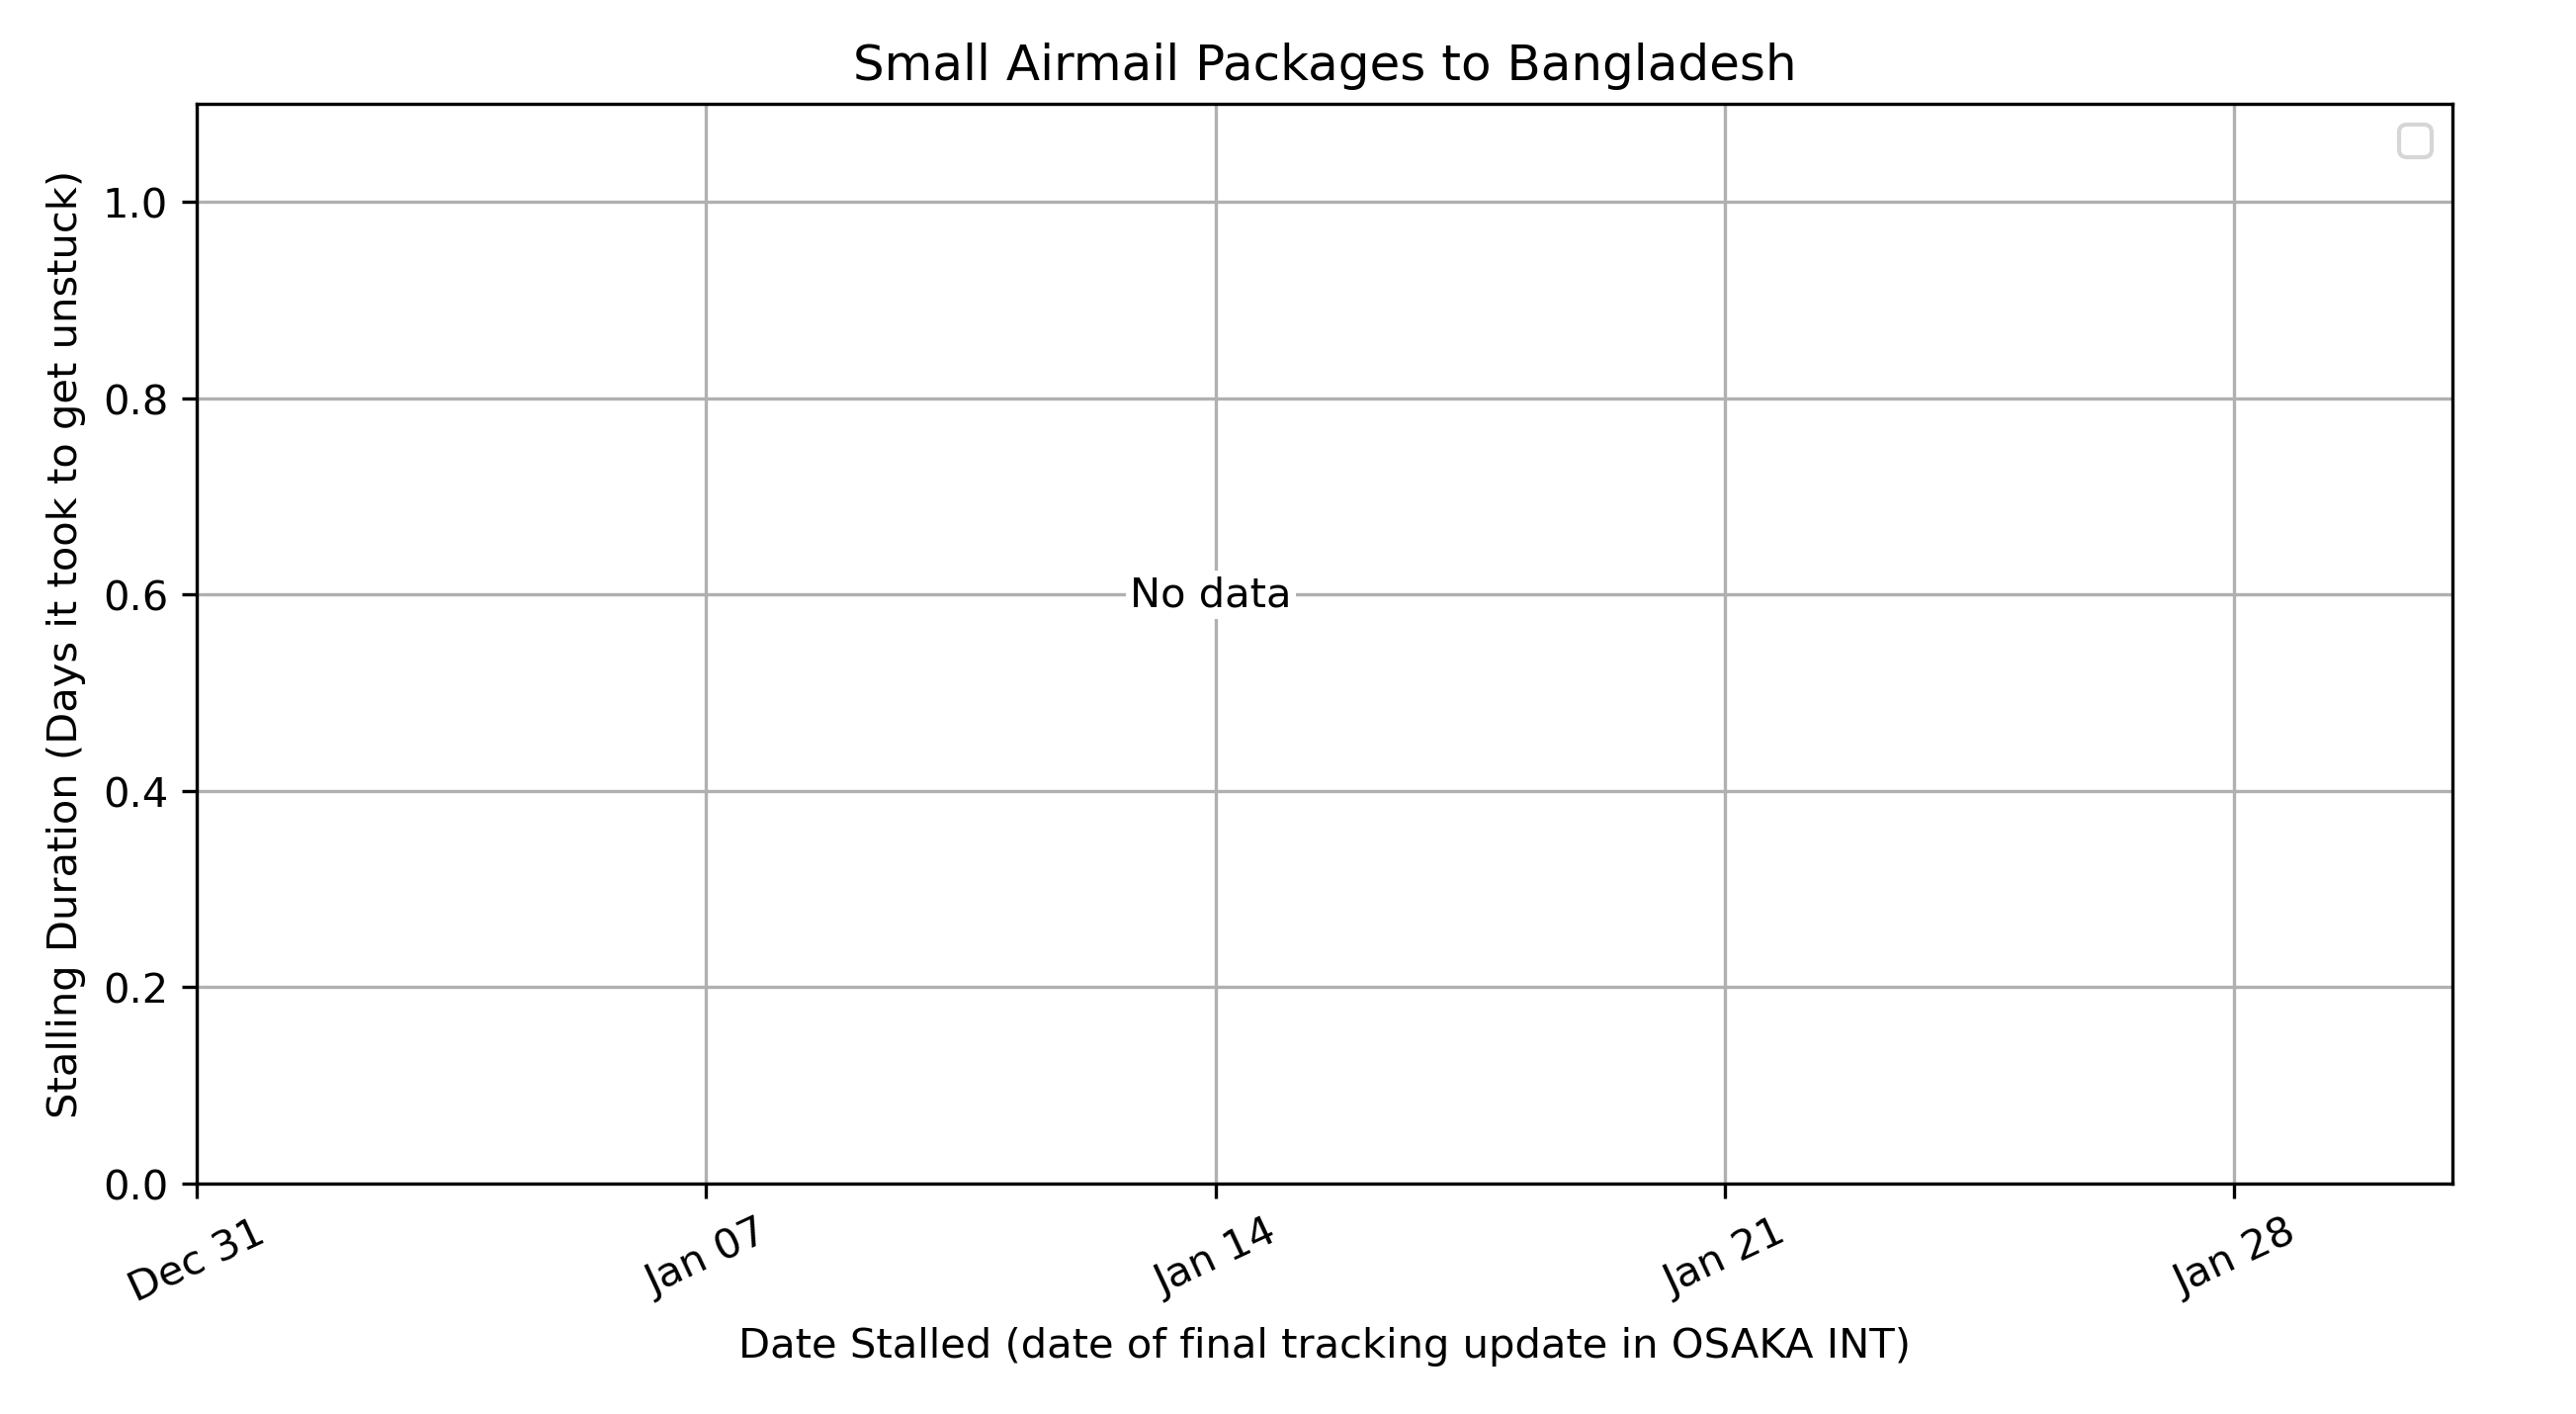 Small Airmail Packages to Bangladesh
Stalling Duration (Days it took to get unstuck)
1.0
0.8
0.6
0.4
0.2
0.0
No data
Dec 31
Jan 07
Jan 14
Jan 21
Jan 28
Date Stalled (date of final tracking update in OSAKA INT)